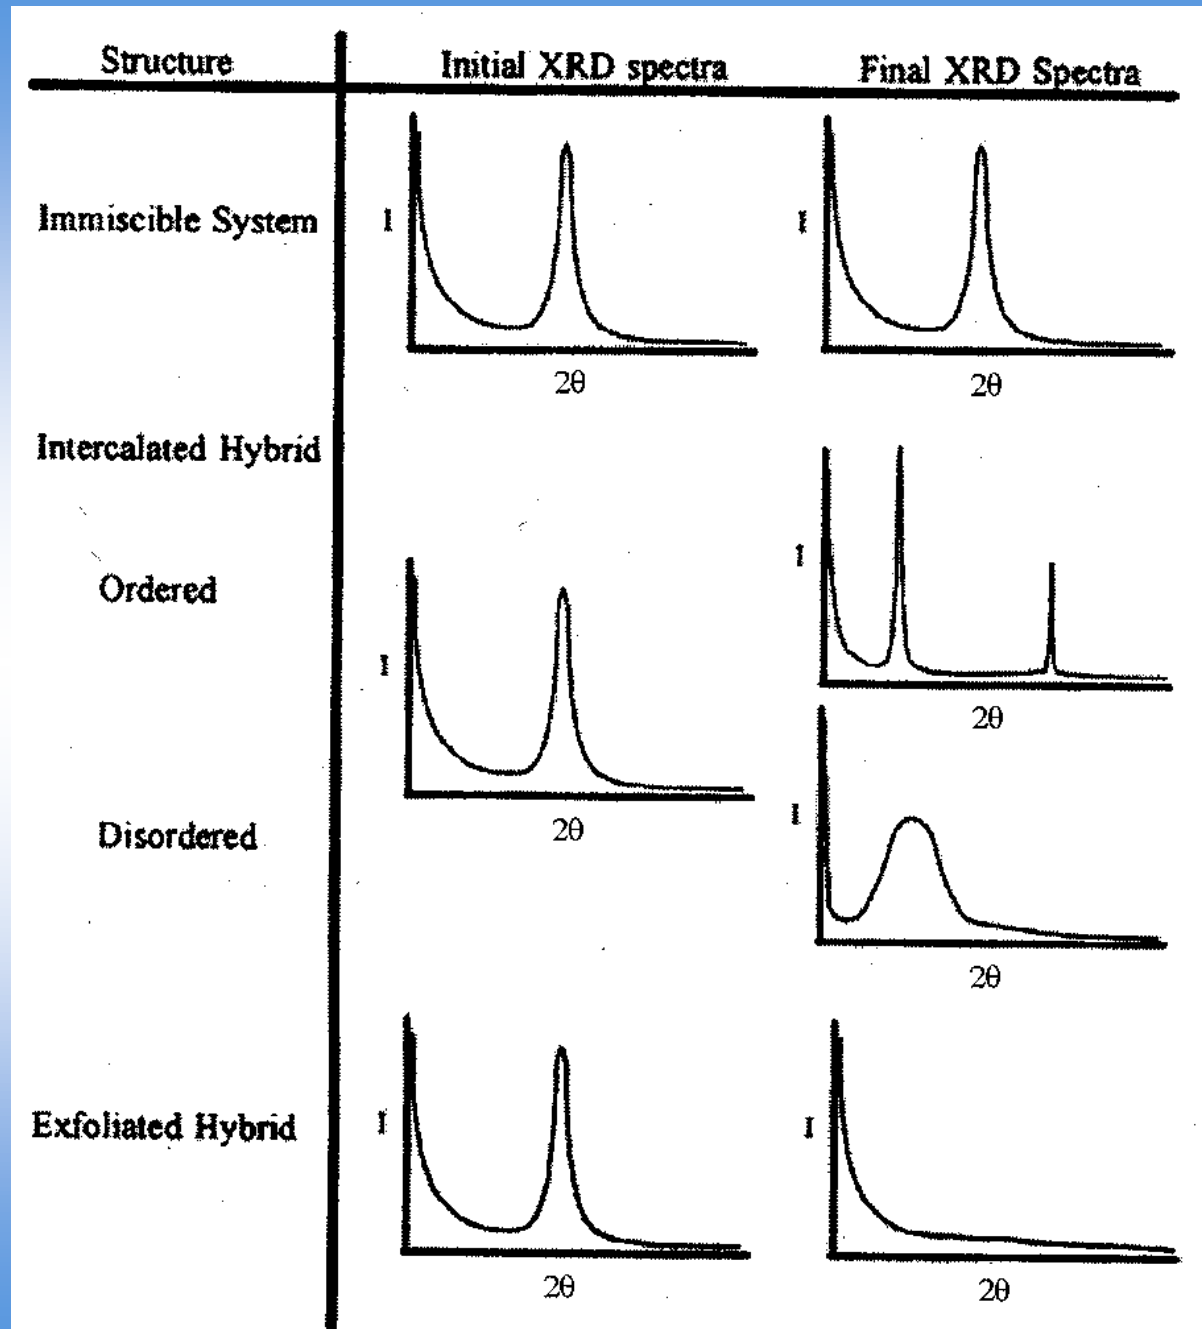 Structure Initial XRD spectra Final XRD Spectra
Immiscible System
I
2θ
I
2θ
Intercalated Hybrid
Ordered
I
2θ
I
2θ
Disordered
I
2θ
Exfoliated Hybrid
I
2θ
I
2θ